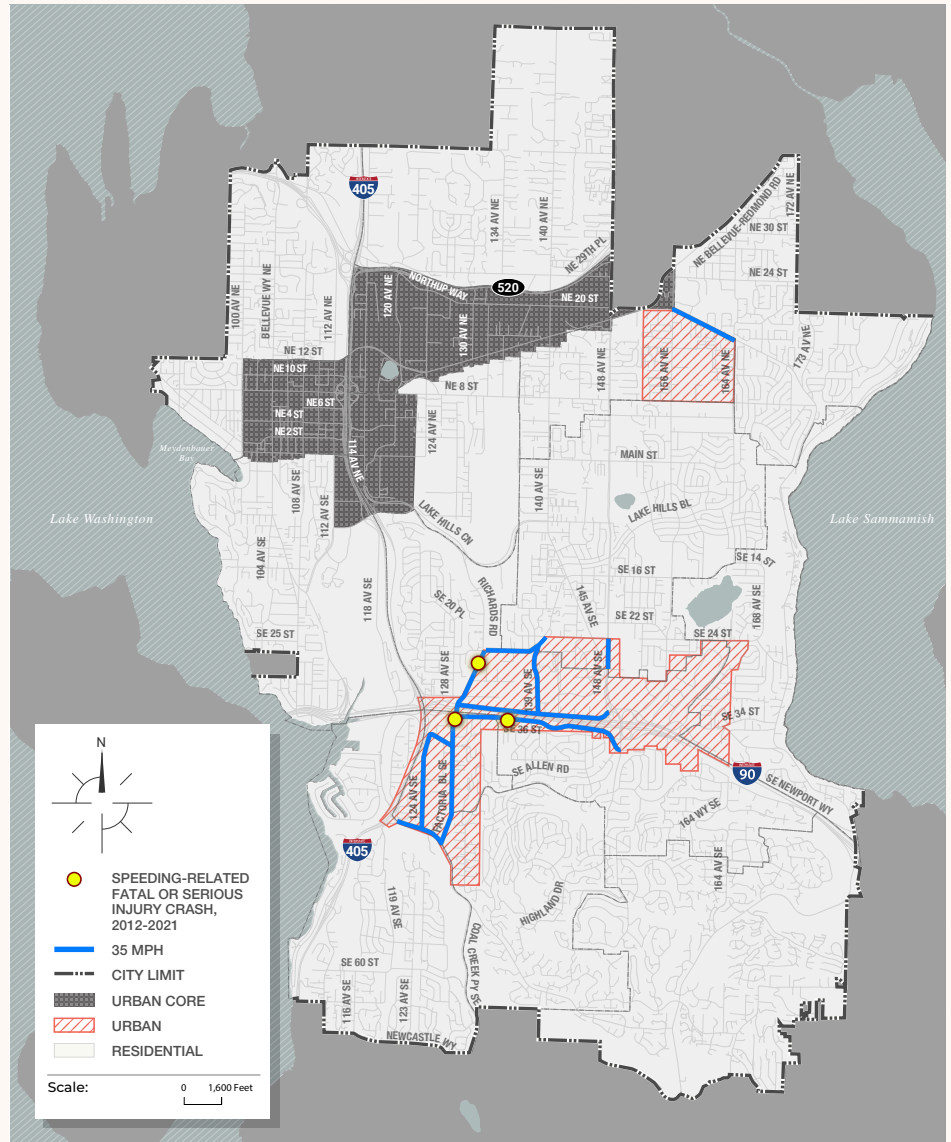 172 AV NE
NE BELLEVUE-REDMOND RD
405
134 AV NE
140 AV NE
NE 30 ST
NE 29TH PL
NE 24 ST
BELLEVUE WY NE
100 AV NE
112 AV NE
120 AV NE
NORTHUP WAY
520
NE 20 ST
130 AV NE
148 AV NE
156 AV NE
164 AV NE
173 AV NE
NE 12 ST
NE10 ST
NE 8 ST
NE6 ST
NE4 ST
NE2 ST
124 AV NE
114 AV NE
Meydenbauer
Bay
MAIN ST
108 AV SE
112 AV SE
140 AV SE
LAKE HILLS BL
Lake Washington
LAKE HILLS CN
Lake Sammamish
104 AV SE
118 AV SE
SE 14 ST
SE 16 ST
RICHARDS RD
SE 20 PL
145 AV SE
168 AV SE
SE 22 ST
SE 25 ST
SE 24 ST
128 AV SE
139 AV SE
148 AV SE
SE 34 ST
SE 36 ST
SE ALLEN RD
90
SE NEWPORT WY
124 AV SE
FACTORIA BL SE
164 WY SE
405
164 AV SE
119 AV SE
HIGHLAND DR
COAL CREEK PY SE
SE 60 ST
116 AV SE
123 AV SE
NEWCASTLE WY
N
SPEEDING-RELATED
FATAL OR SERIOUS
INJURY CRASH,
2012-2021
35 MPH
CITY LIMIT
URBAN CORE
URBAN
RESIDENTIAL
Scale:
0 1,600 Feet